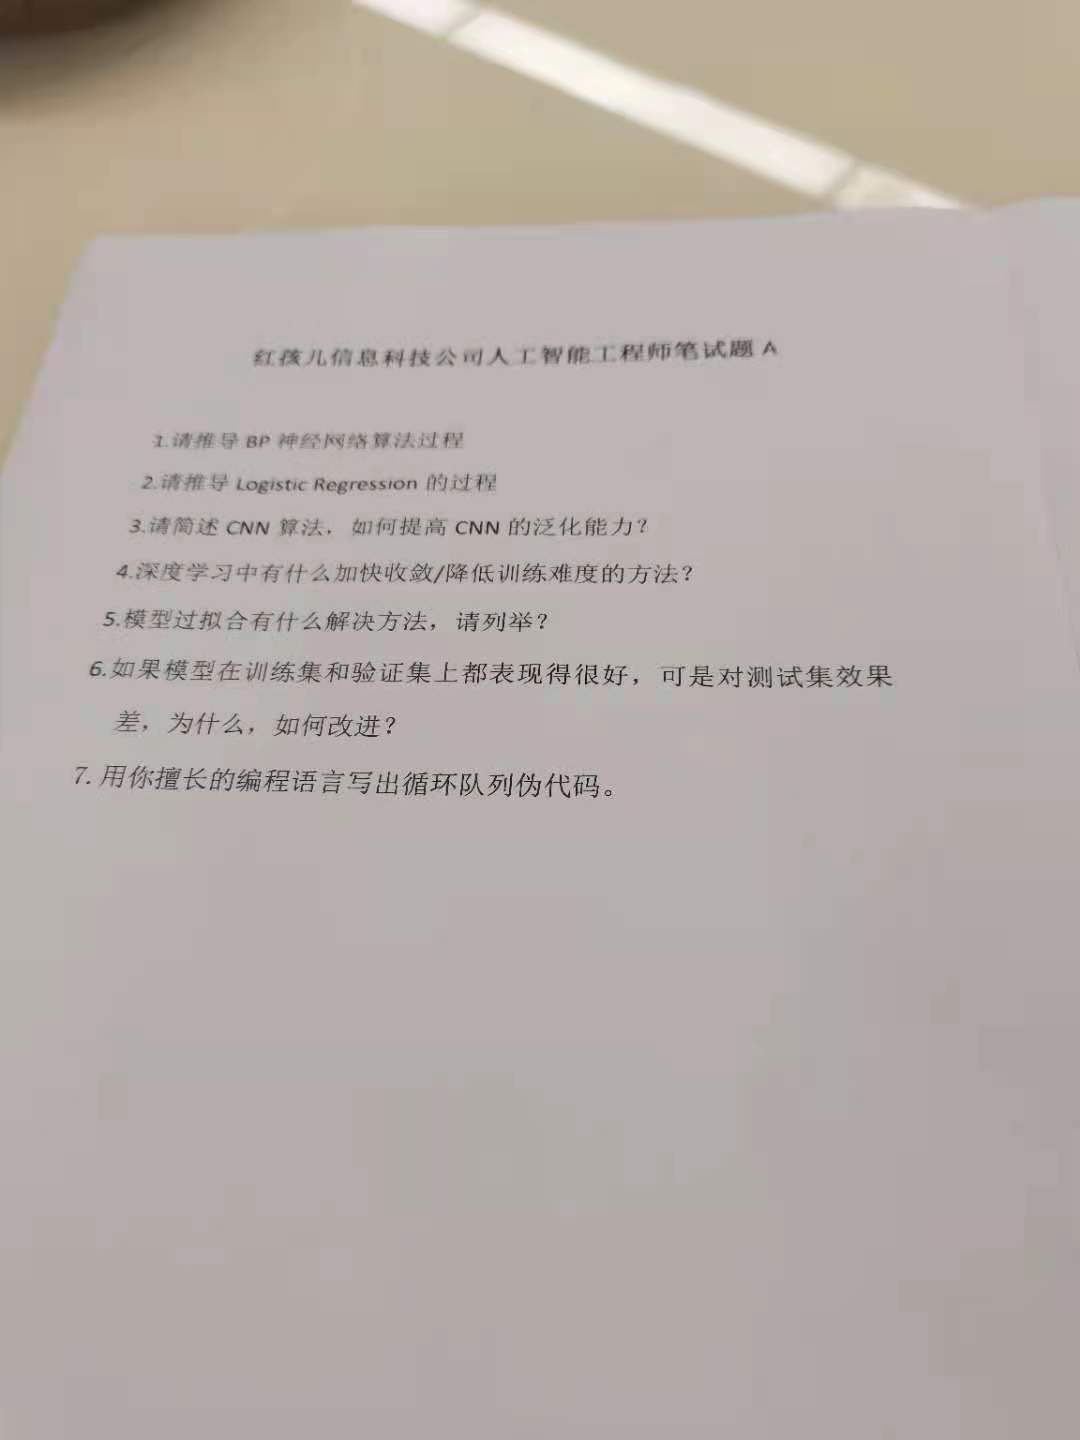 红孩儿信息科技公司人工智能工程师笔试题 A
1.请推导 BP 神经网络算法过程
2.请推导 Logistic Regression 的过程
3.请简述 CNN 算法，如何提高 CNN 的泛化能力？
4.深度学习中有什么加快收敛/降低训练难度的方法？
5.模型过拟合有什么解决方法，请列举？
6.如果模型在训练集和验证集上都表现得很好，可是对测试集效果
差，为什么，如何改进？
7. 用你擅长的编程语言写出循环队列伪代码。